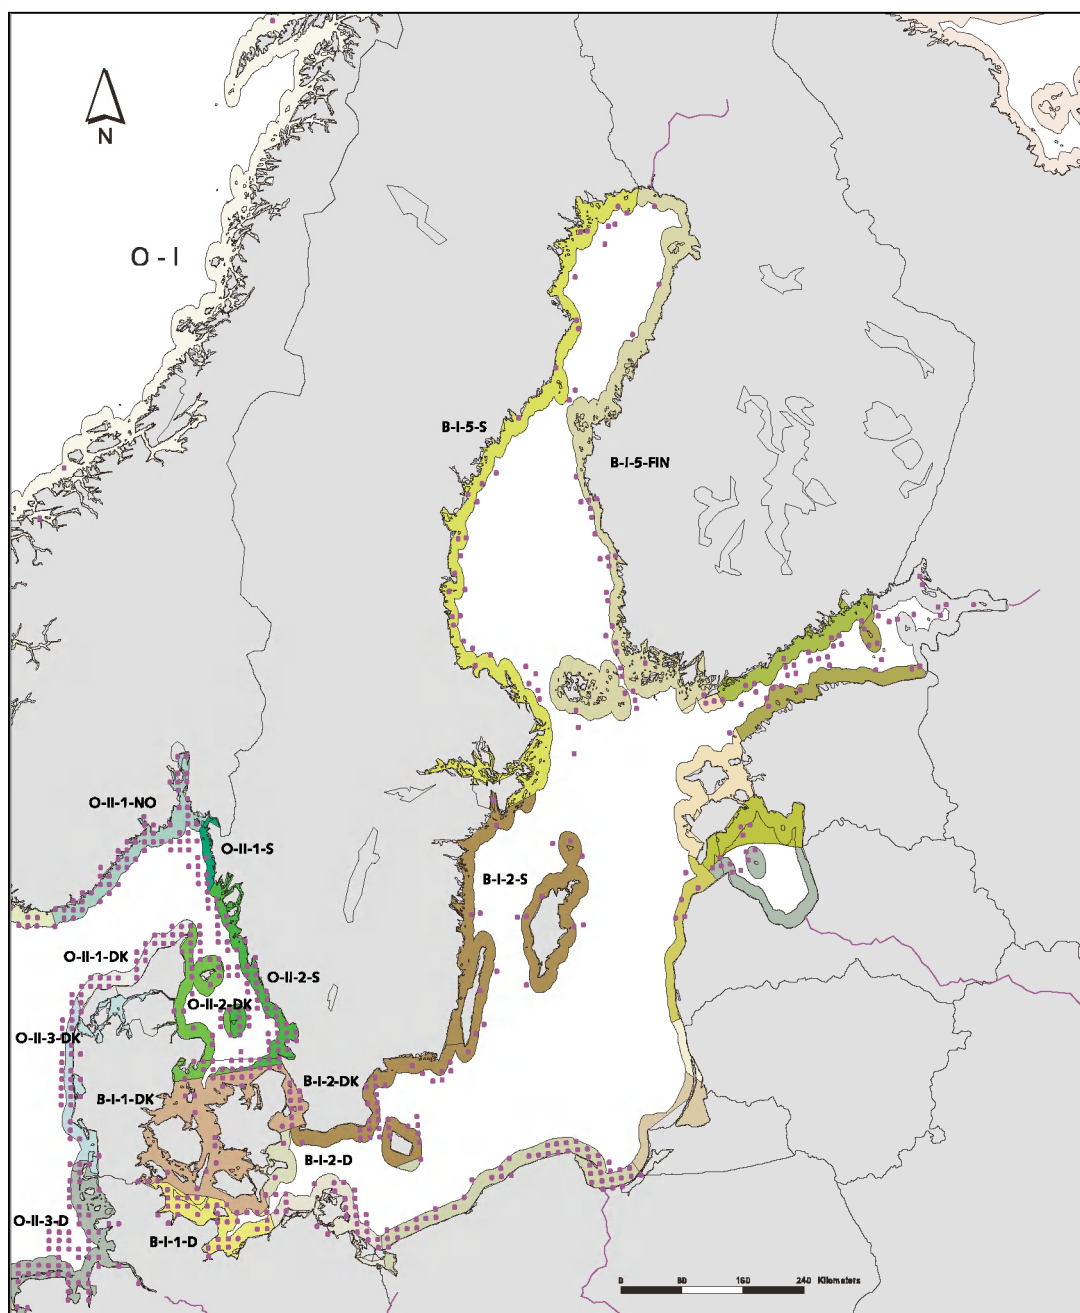 N
O-I
B-I-5-S
B-I-5-FIN
O-II-1-NO
O-II-1-S
B-I-2-S
O-II-1-DK
O-II-2-S
O-II-2-DK
O-II-3-DK
B-I-2-DK
B-I-1-DK
B-I-2-D
O-II-3-D
B-I-1-D
0 80 160 240 Kilometers